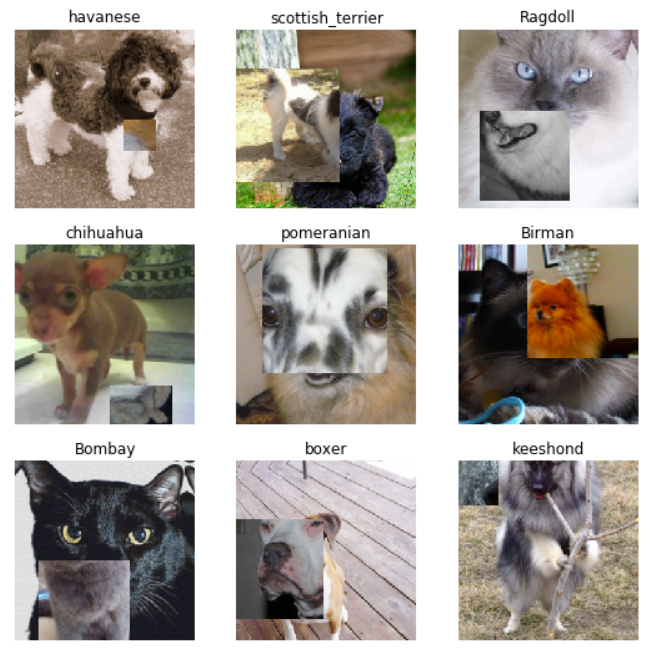 havanese
scottish_terrier
Ragdoll
chihuahua
pomeranian
Birman
Bombay
boxer
keeshond